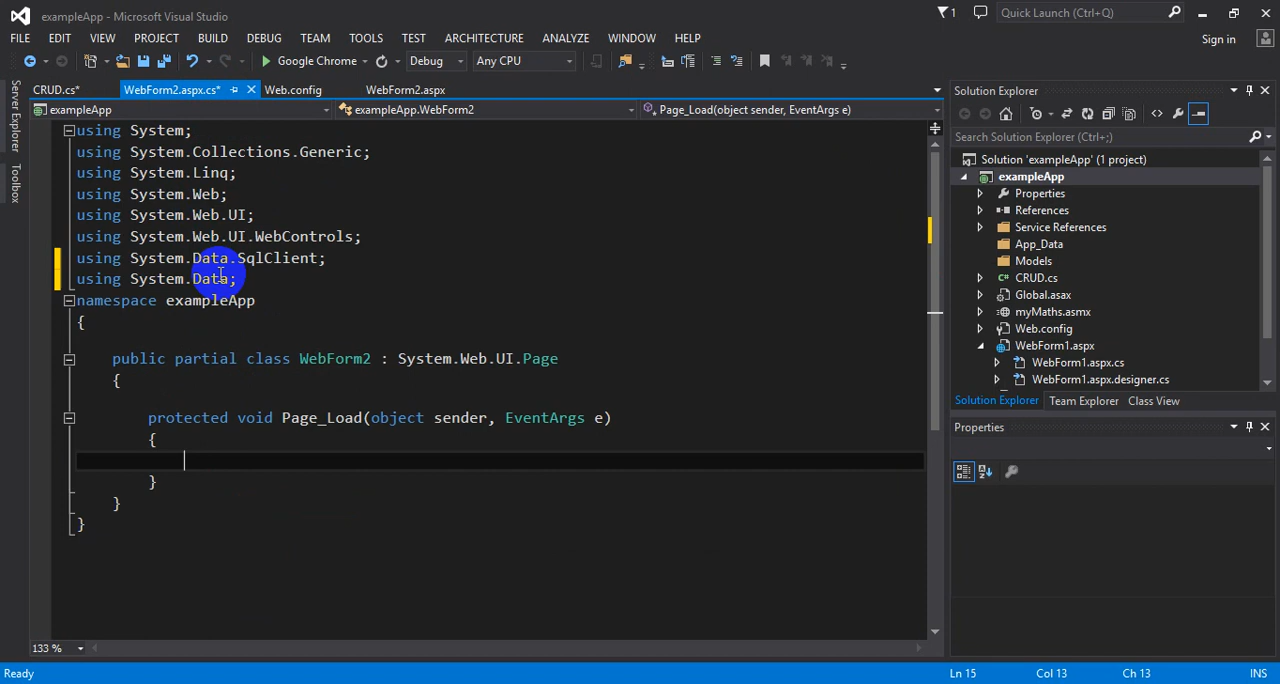 exampleApp - Microsoft Visual Studio
1
Quick Launch (Ctrl+Q)
FILE EDIT VIEW PROJECT BUILD DEBUG TEAM TOOLS TEST ARCHITECTURE ANALYZE WINDOW HELP
Sign in
Google Chrome
Debug
Any CPU
CRUD.cs*
WebForm2.aspx.cs*
Web.config
WebForm2.aspx
exampleApp
exampleApp.WebForm2
Page_Load(object sender, EventArgs e)
Server Explorer
Toolbox
using System;
using System.Collections.Generic;
using System.Linq;
using System.Web;
using System.Web.UI;
using System.Web.UI.WebControls;
using System.Data.SqlClient;
using System.Data;
namespace exampleApp
{
public partial class WebForm2 : System.Web.UI.Page
{
protected void Page_Load(object sender, EventArgs e)
{
}
}
}
133 %
Solution Explorer
Search Solution Explorer (Ctrl+;)
Solution 'exampleApp' (1 project)
exampleApp
Properties
References
Service References
App_Data
Models
CRUD.cs
Global.asax
myMaths.asmx
Web.config
WebForm1.aspx
WebForm1.aspx.cs
WebForm1.aspx.designer.cs
Solution Explorer Team Explorer Class View
Properties
Ready
Ln 15
Col 13
Ch 13
INS